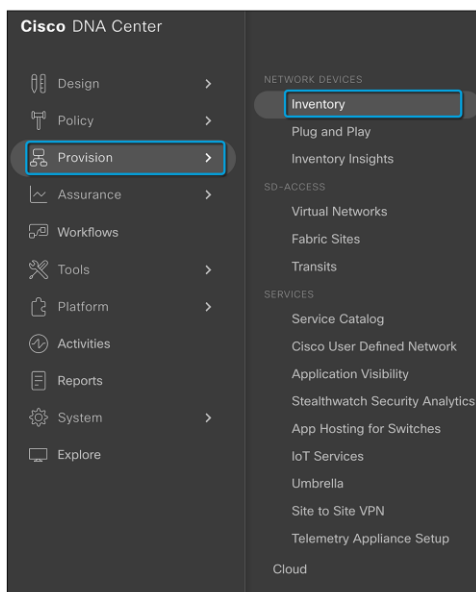 Cisco DNA Center
Design
Policy
Provision
Assurance
Workflows
Tools
Platform
Activities
Reports
System
Explore
NETWORK DEVICES
Inventory
Plug and Play
Inventory Insights
SD-ACCESS
Virtual Networks
Fabric Sites
Transits
SERVICES
Service Catalog
Cisco User Defined Network
Application Visibility
Stealthwatch Security Analytics
App Hosting for Switches
IoT Services
Umbrella
Site to Site VPN
Telemetry Appliance Setup
Cloud